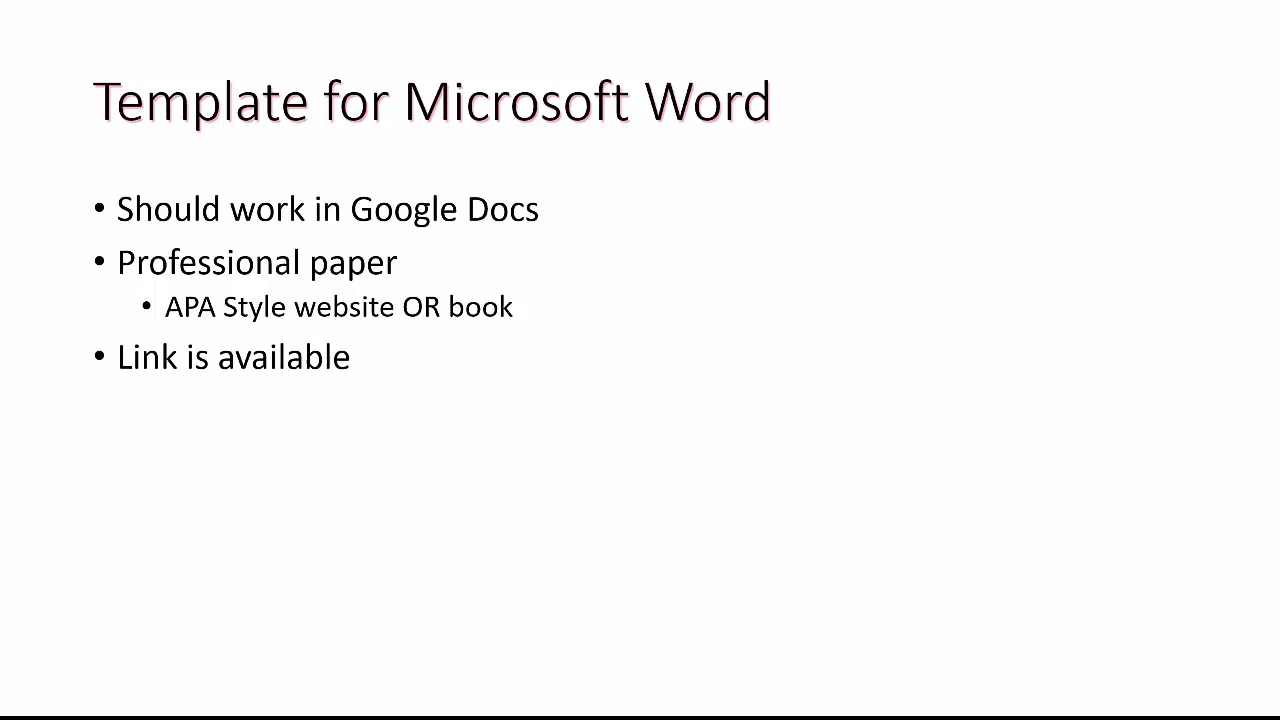 Template for Microsoft Word
• Should work in Google Docs
• Professional paper
• APA Style website OR book
• Link is available